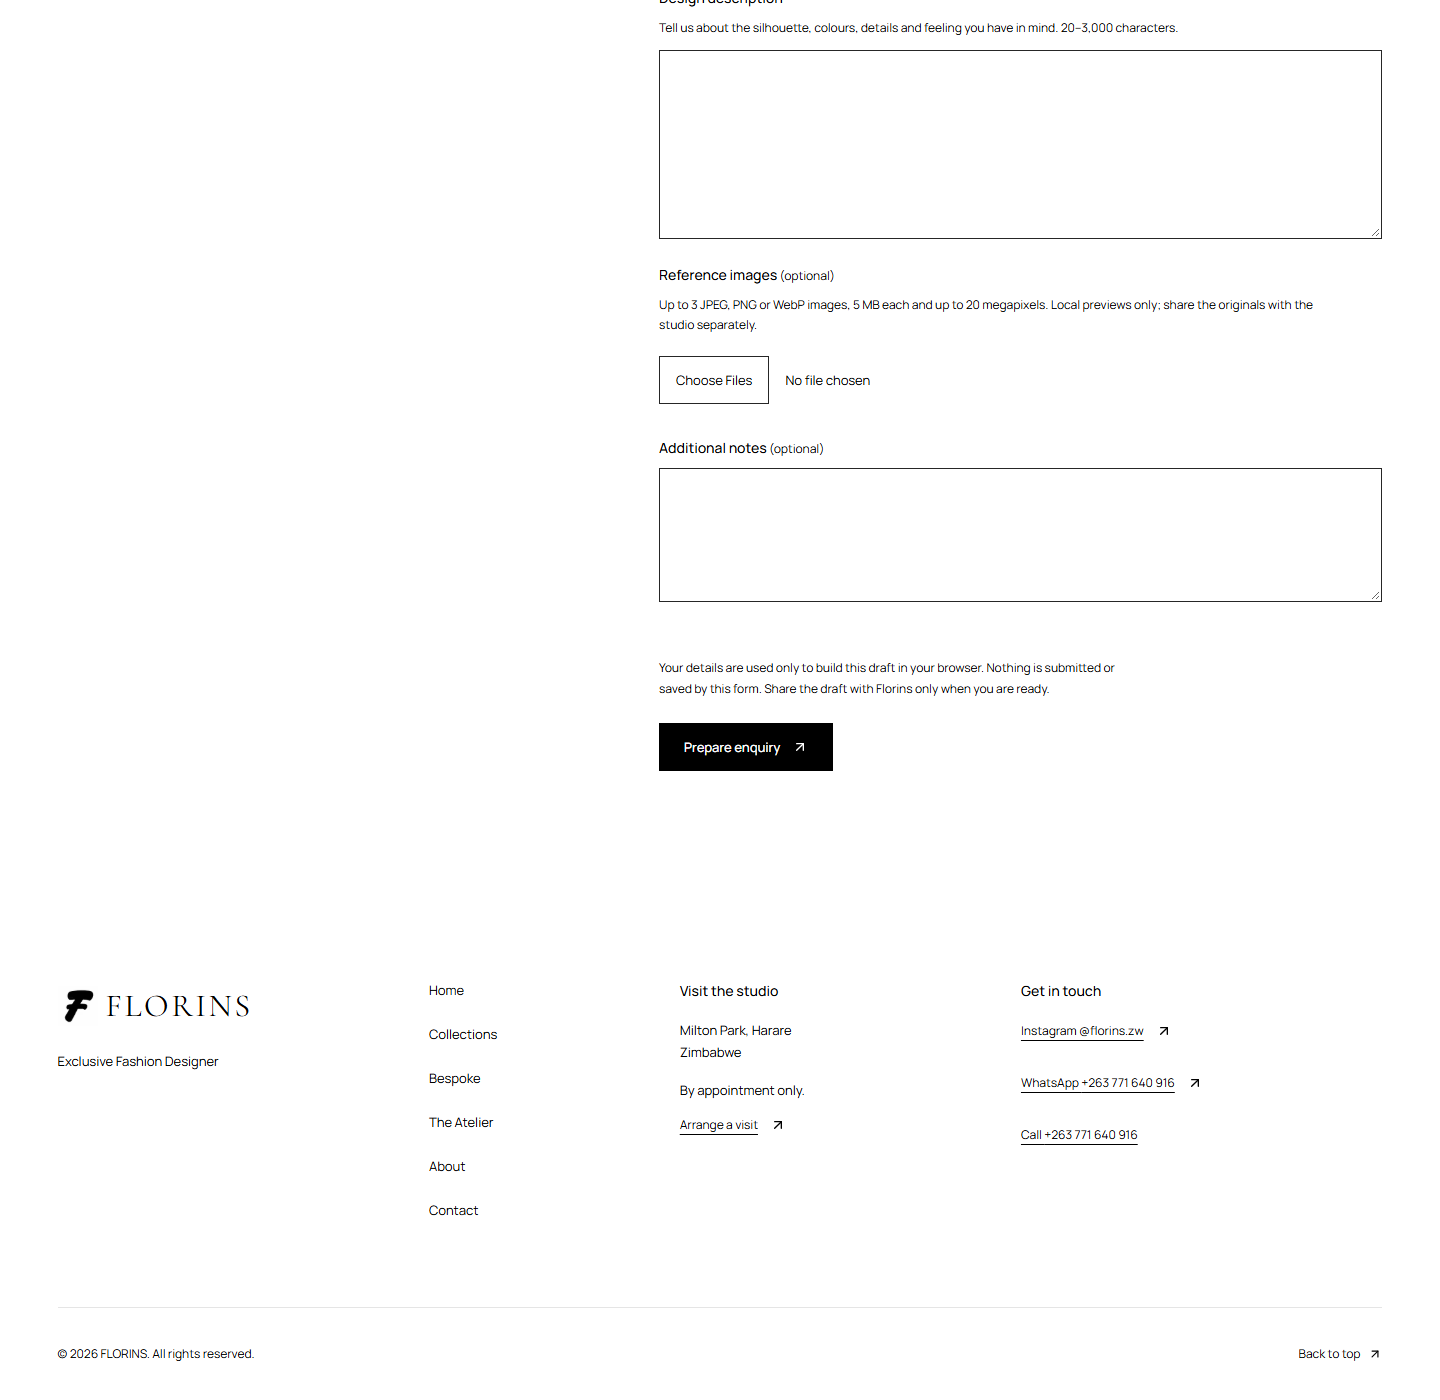 Design description
Tell us about the silhouette, colours, details and feeling you have in mind. 20–3,000 characters.
Reference images (optional)
Up to 3 JPEG, PNG or WebP images, 5 MB each and up to 20 megapixels. Local previews only; share the originals with the
studio separately.
Choose Files No file chosen
Additional notes (optional)
Your details are used only to build this draft in your browser. Nothing is submitted or
saved by this form. Share the draft with Florins only when you are ready.
Prepare enquiry
F FLORINS
Exclusive Fashion Designer
Home
Collections
Bespoke
The Atelier
About
Contact
Visit the studio
Milton Park, Harare
Zimbabwe
By appointment only.
Arrange a visit
Get in touch
Instagram @florins.zw
WhatsApp +263 771 640 916
Call +263 771 640 916
© 2026 FLORINS. All rights reserved.
Back to top